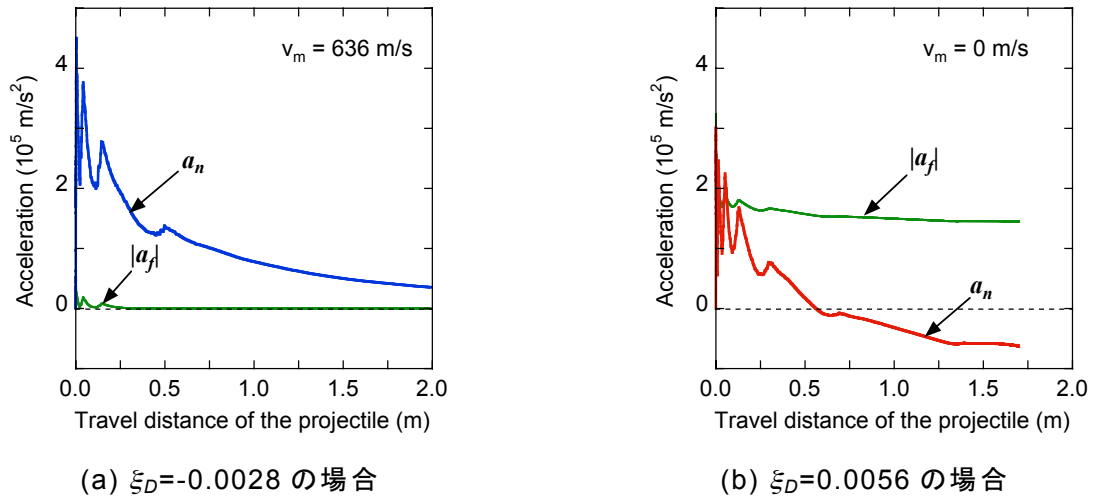 v_m = 636 m/s
Acceleration (10^5 m/s^2)
4
2
0
a_n
|a_f|
0.0 0.5 1.0 1.5 2.0
Travel distance of the projectile (m)
(a) ξ_D=-0.0028 の場合
v_m = 0 m/s
Acceleration (10^5 m/s^2)
4
2
0
|a_f|
a_n
0.0 0.5 1.0 1.5 2.0
Travel distance of the projectile (m)
(b) ξ_D=0.0056 の場合